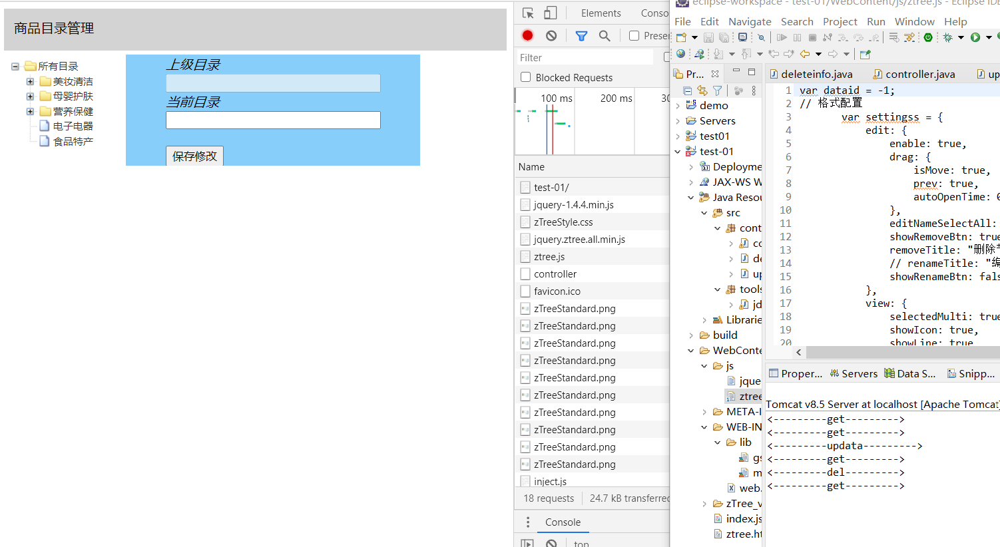 商品目录管理
所有目录
美妆清洁
母婴护肤
营养保健
电子电器
食品特产
上级目录
当前目录
保存修改
Elements
Conso
Preser
Filter
Blocked Requests
100 ms
200 ms
30
Name
test-01/
jquery-1.4.4.min.js
zTreeStyle.css
jquery.ztree.all.min.js
ztree.js
controller
favicon.ico
zTreeStandard.png
zTreeStandard.png
zTreeStandard.png
zTreeStandard.png
zTreeStandard.png
zTreeStandard.png
zTreeStandard.png
zTreeStandard.png
zTreeStandard.png
zTreeStandard.png
inject.js
18 requests
24.7 kB transferred
Console
top
eclipse-workspace - test-01/WebContent/js/ztree.js - Eclipse IDE
File Edit Navigate Search Project Run Window Help
Pr...
demo
Servers
test01
test-01
Deployme
JAX-WS W
Java Resou
src
cont
co
de
up
tools
jd
Librarie
build
WebConte
js
jque
ztree
META-I
WEB-IN
lib
gs
m
web.
zTree_v
index.js
ztree.ht
deleteinfo.java
controller.java
up
1 var dataid = -1;
2 // 格式配置
3 var settingss = {
4 edit: {
5 enable: true,
6 drag: {
7 isMove: true,
8 prev: true,
9 autoOpenTime: 0
10 },
11 editNameSelectAll:
12 showRemoveBtn: true
13 removeTitle: "删除
14 // renameTitle: "编
15 showRenameBtn: fals
16 },
17 view: {
18 selectedMulti: true
19 showIcon: true,
20 showLine: true
Proper...
Servers
Data S...
Snipp...
Tomcat v8.5 Server at localhost [Apache Tomcat]
<---------get--------->
<---------get--------->
<---------updata--------->
<---------get--------->
<---------del--------->
<---------get--------->